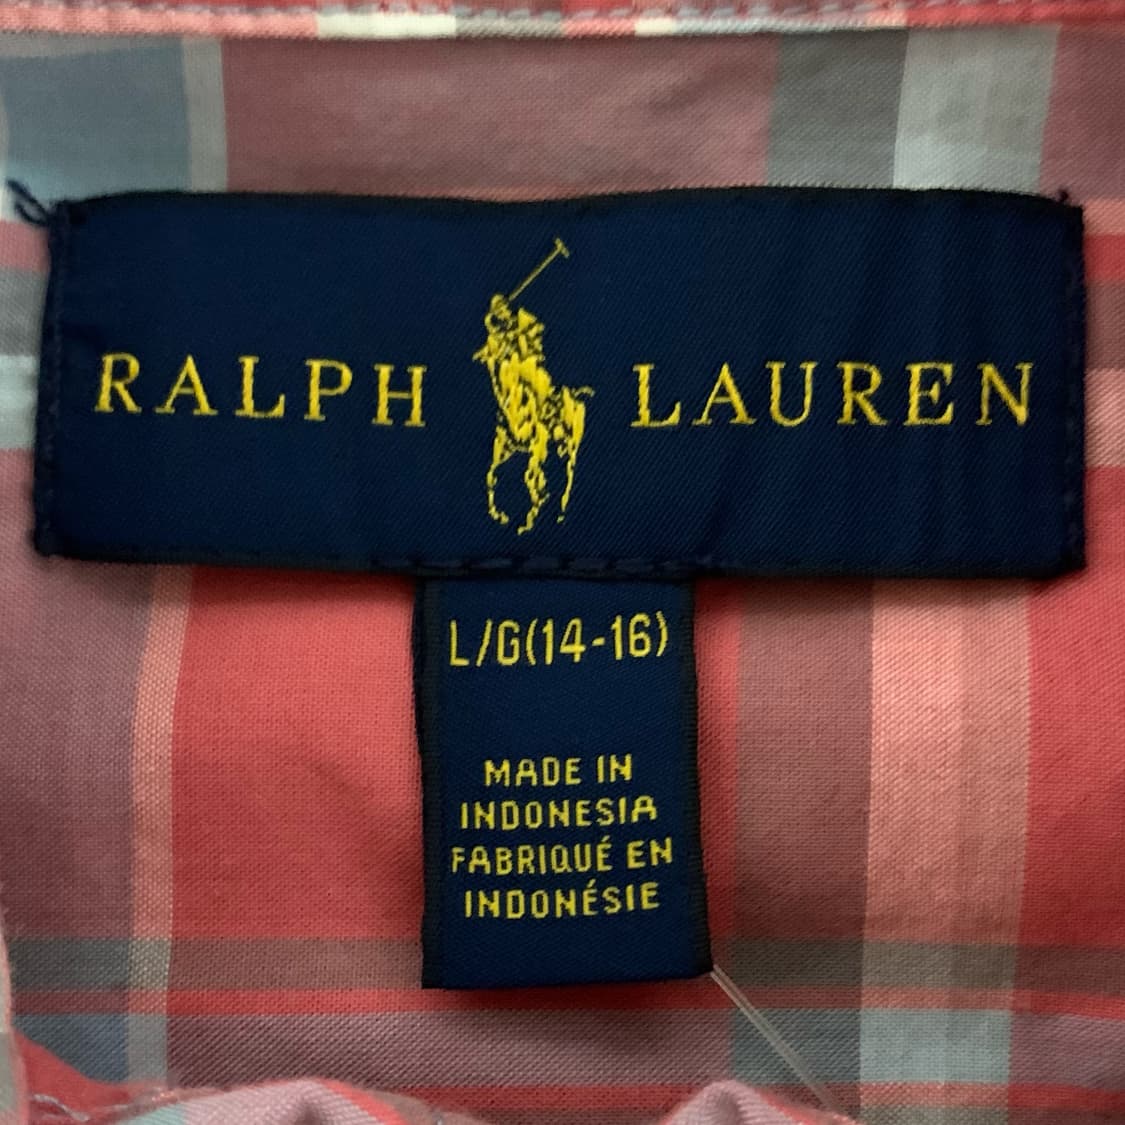 RALPH LAUREN
L/G(14-16)
MADE IN
INDONESIA
FABRIQUÉ EN
INDONÉSIE